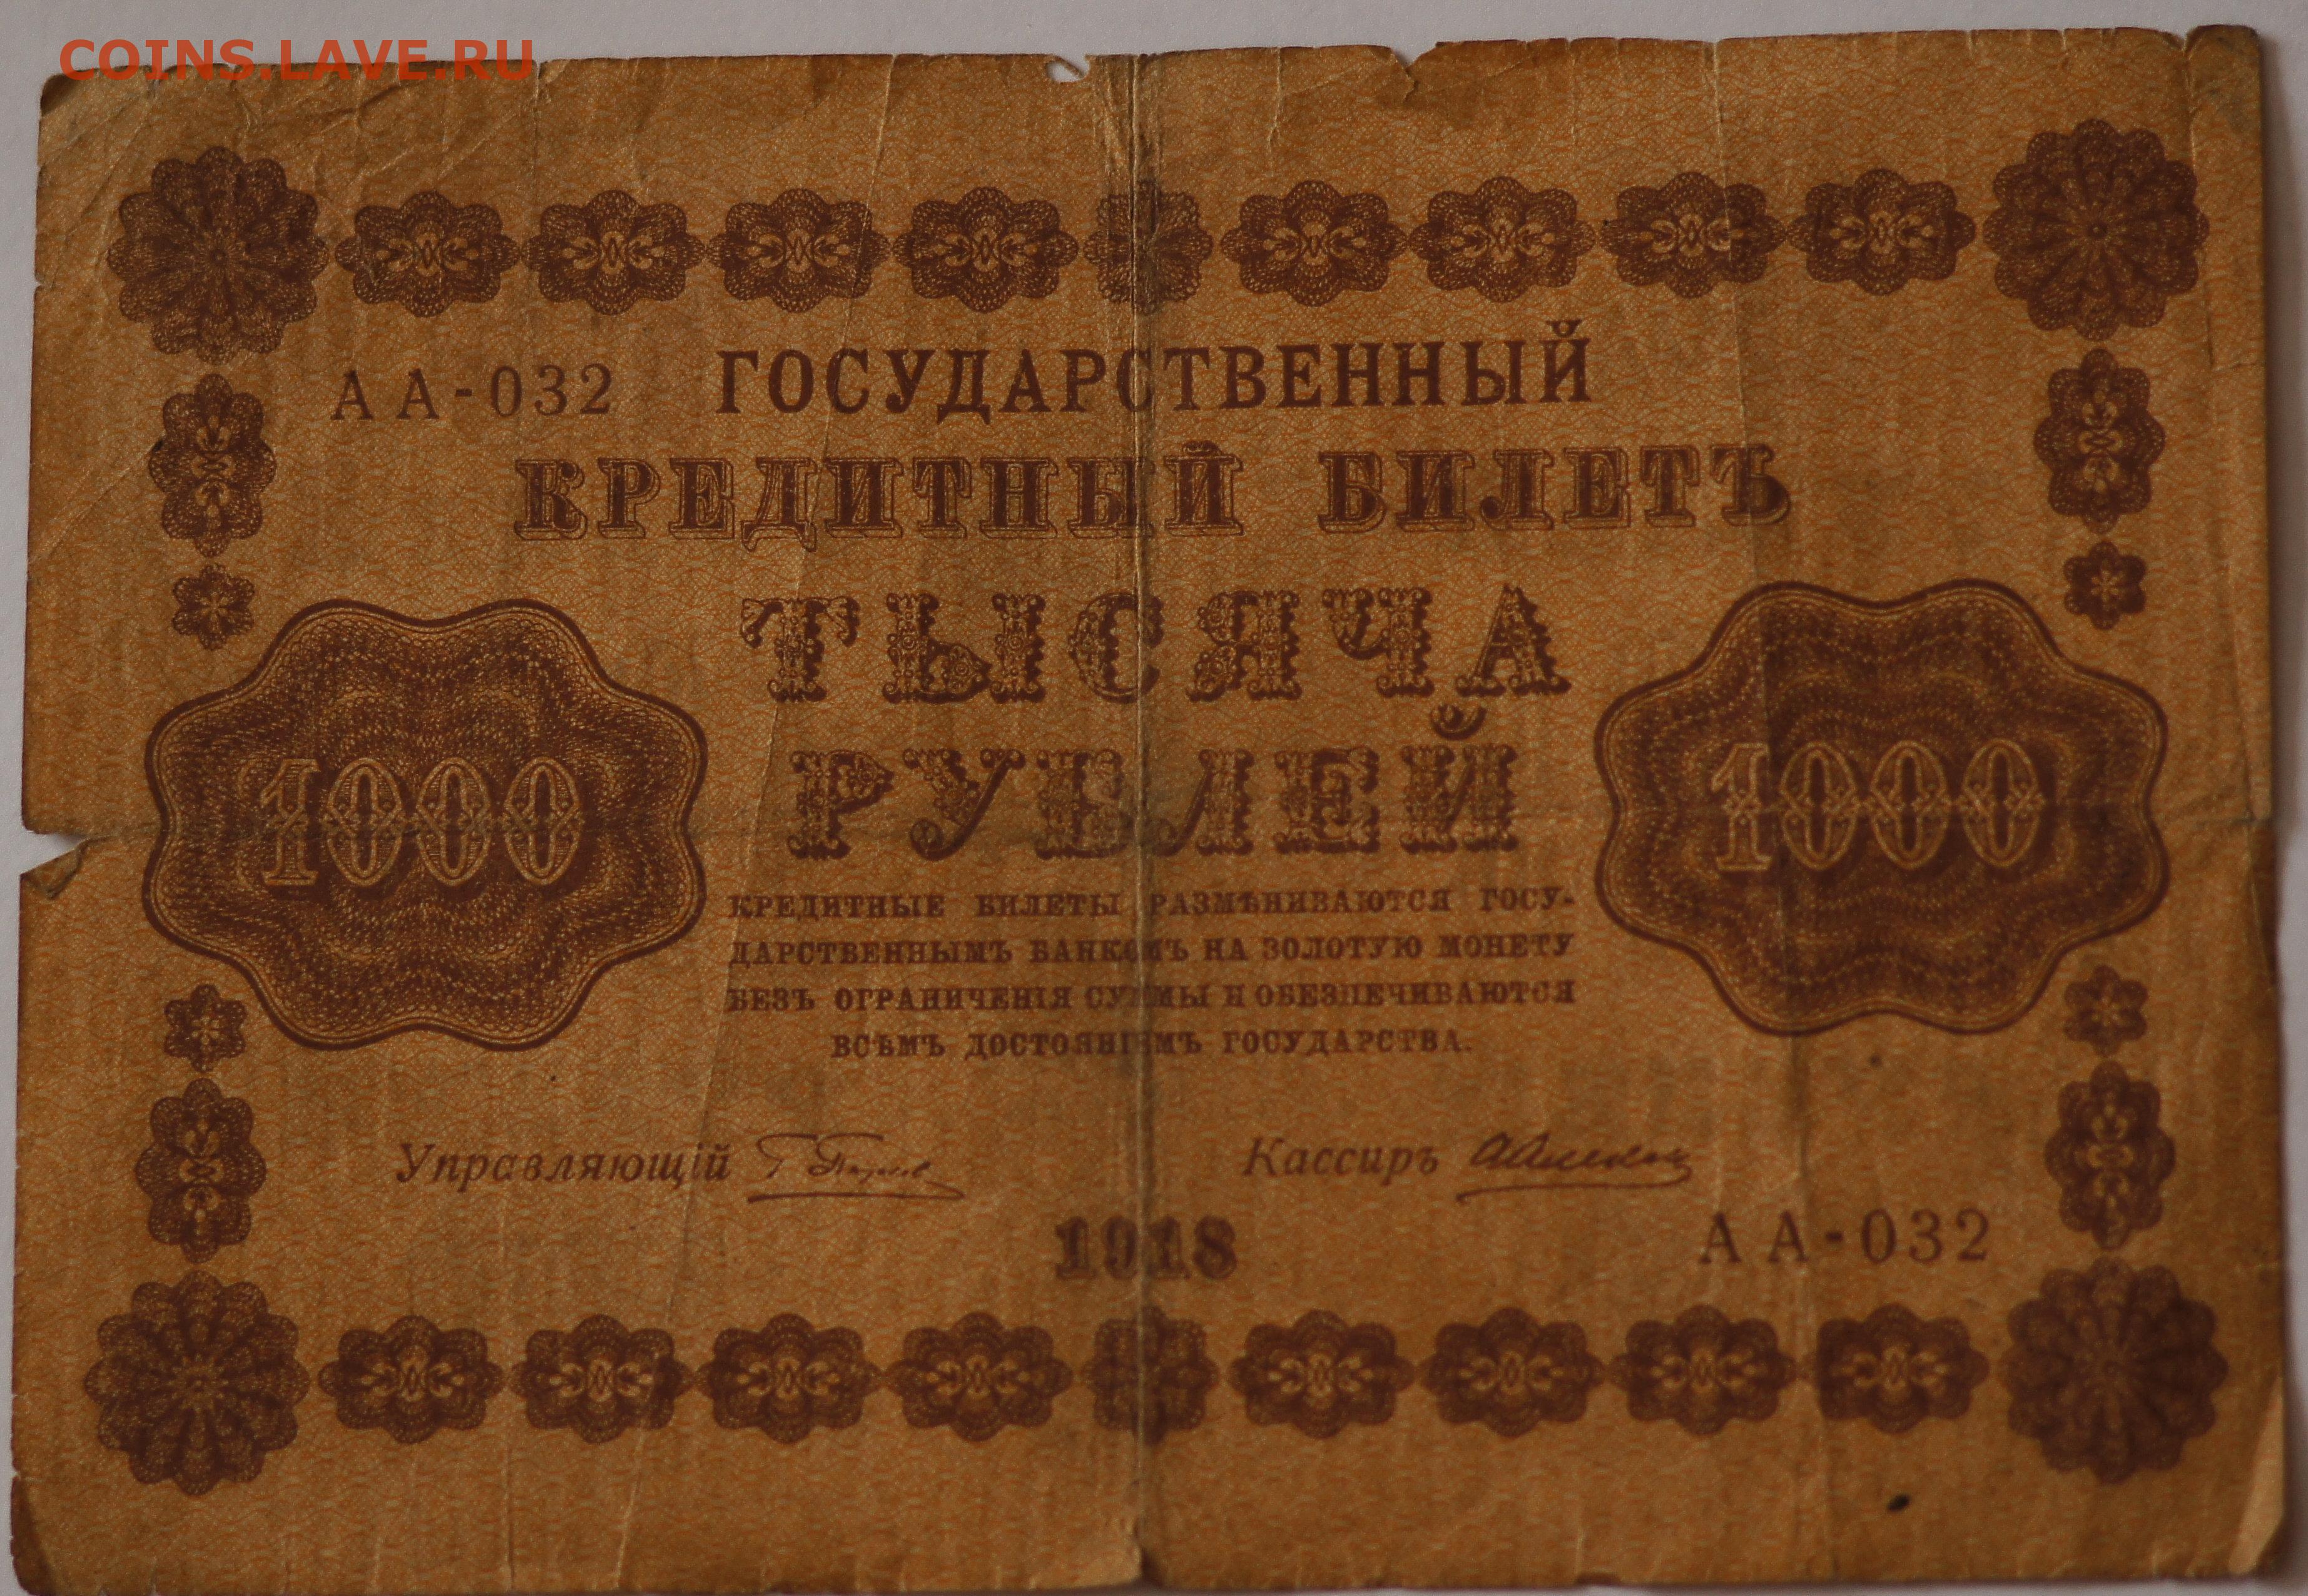 COINS.LAVE.RU
АА-032
ГОСУДАРСТВЕННЫЙ
КРЕДИТНЫЙ БИЛЕТЪ
ТЫСЯЧА
РУБЛЕЙ
1000
1000
КРЕДИТНЫЕ БИЛЕТЫ РАЗМѢНИВАЮТСЯ ГОСУ-
ДАРСТВЕННЫМЪ БАНКОМЪ НА ЗОЛОТУЮ МОНЕТУ
БЕЗЪ ОГРАНИЧЕНІЯ СУММЫ И ОБЕЗПЕЧИВАЮТСЯ
ВСѢМЪ ДОСТОЯНІЕМЪ ГОСУДАРСТВА.
Управляющій
Кассиръ
1918
АА-032